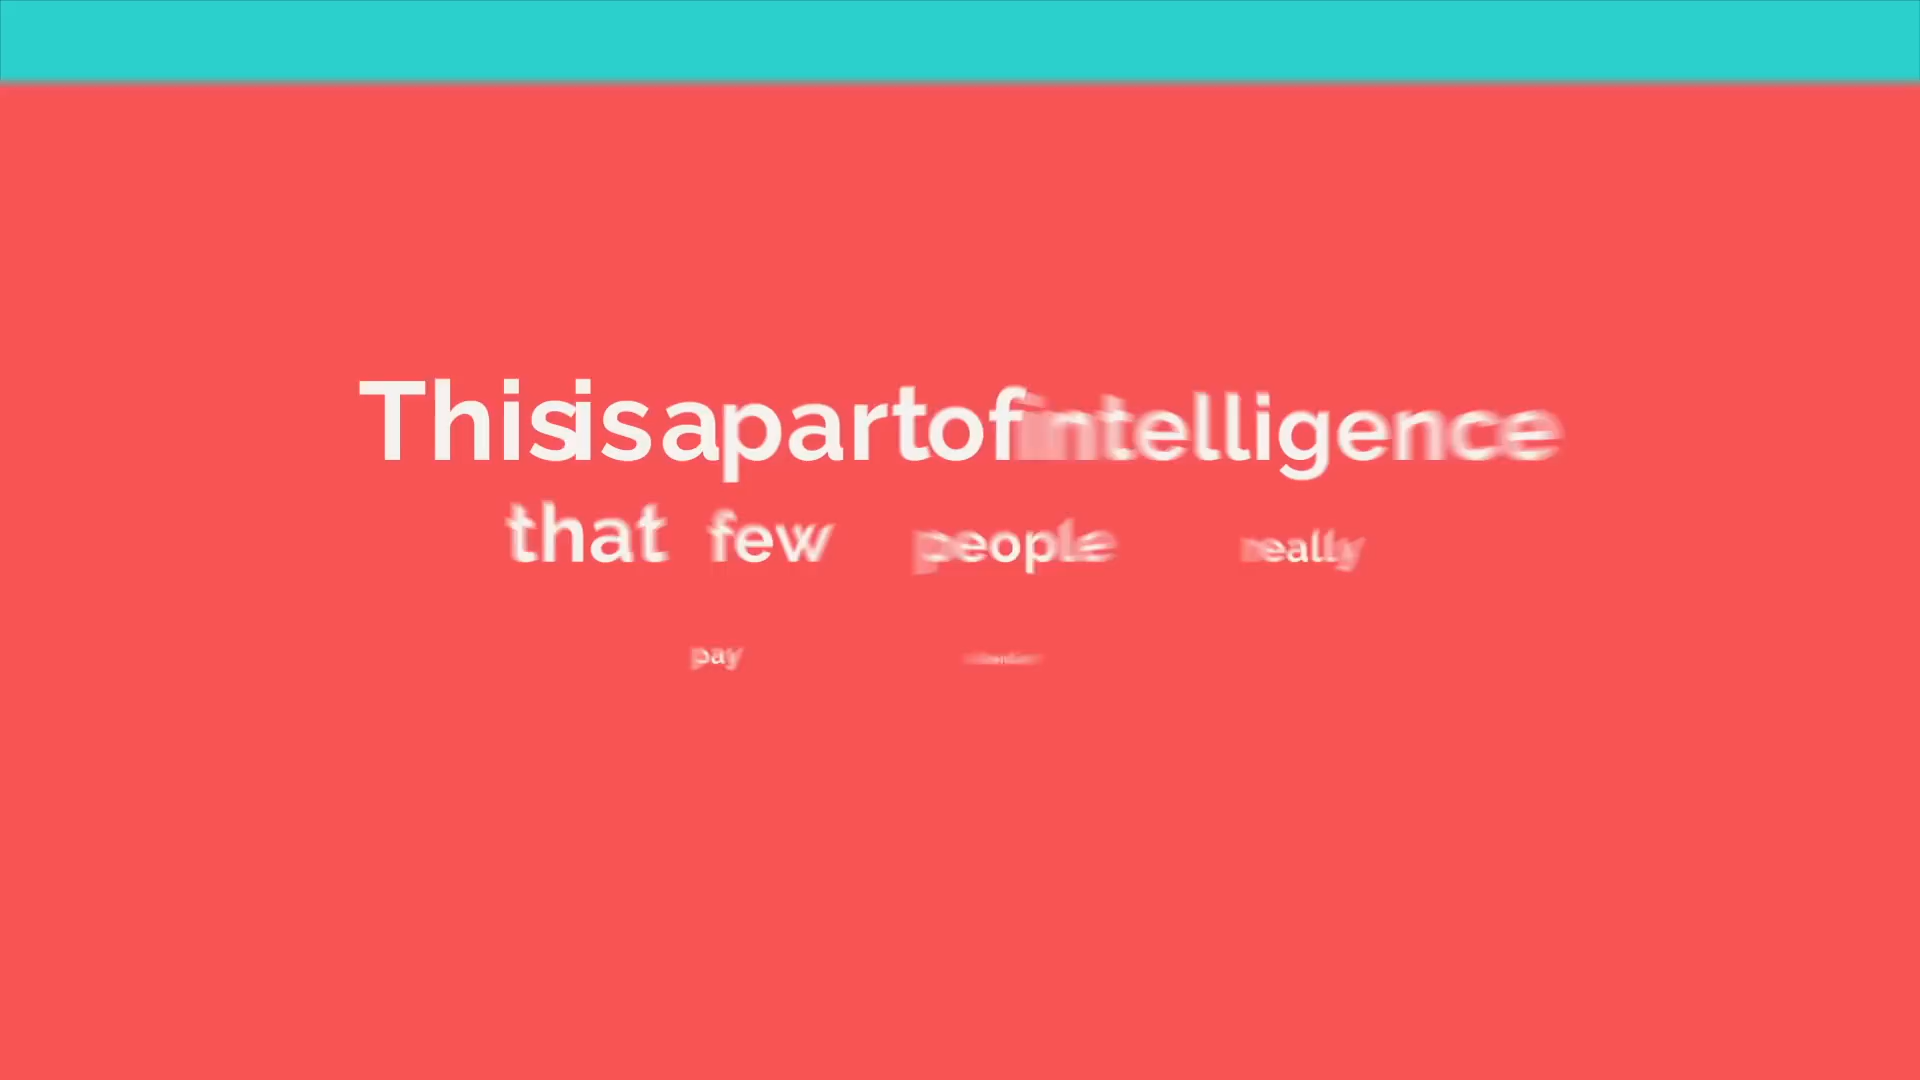 This is a part of intelligence
that few people really
pay